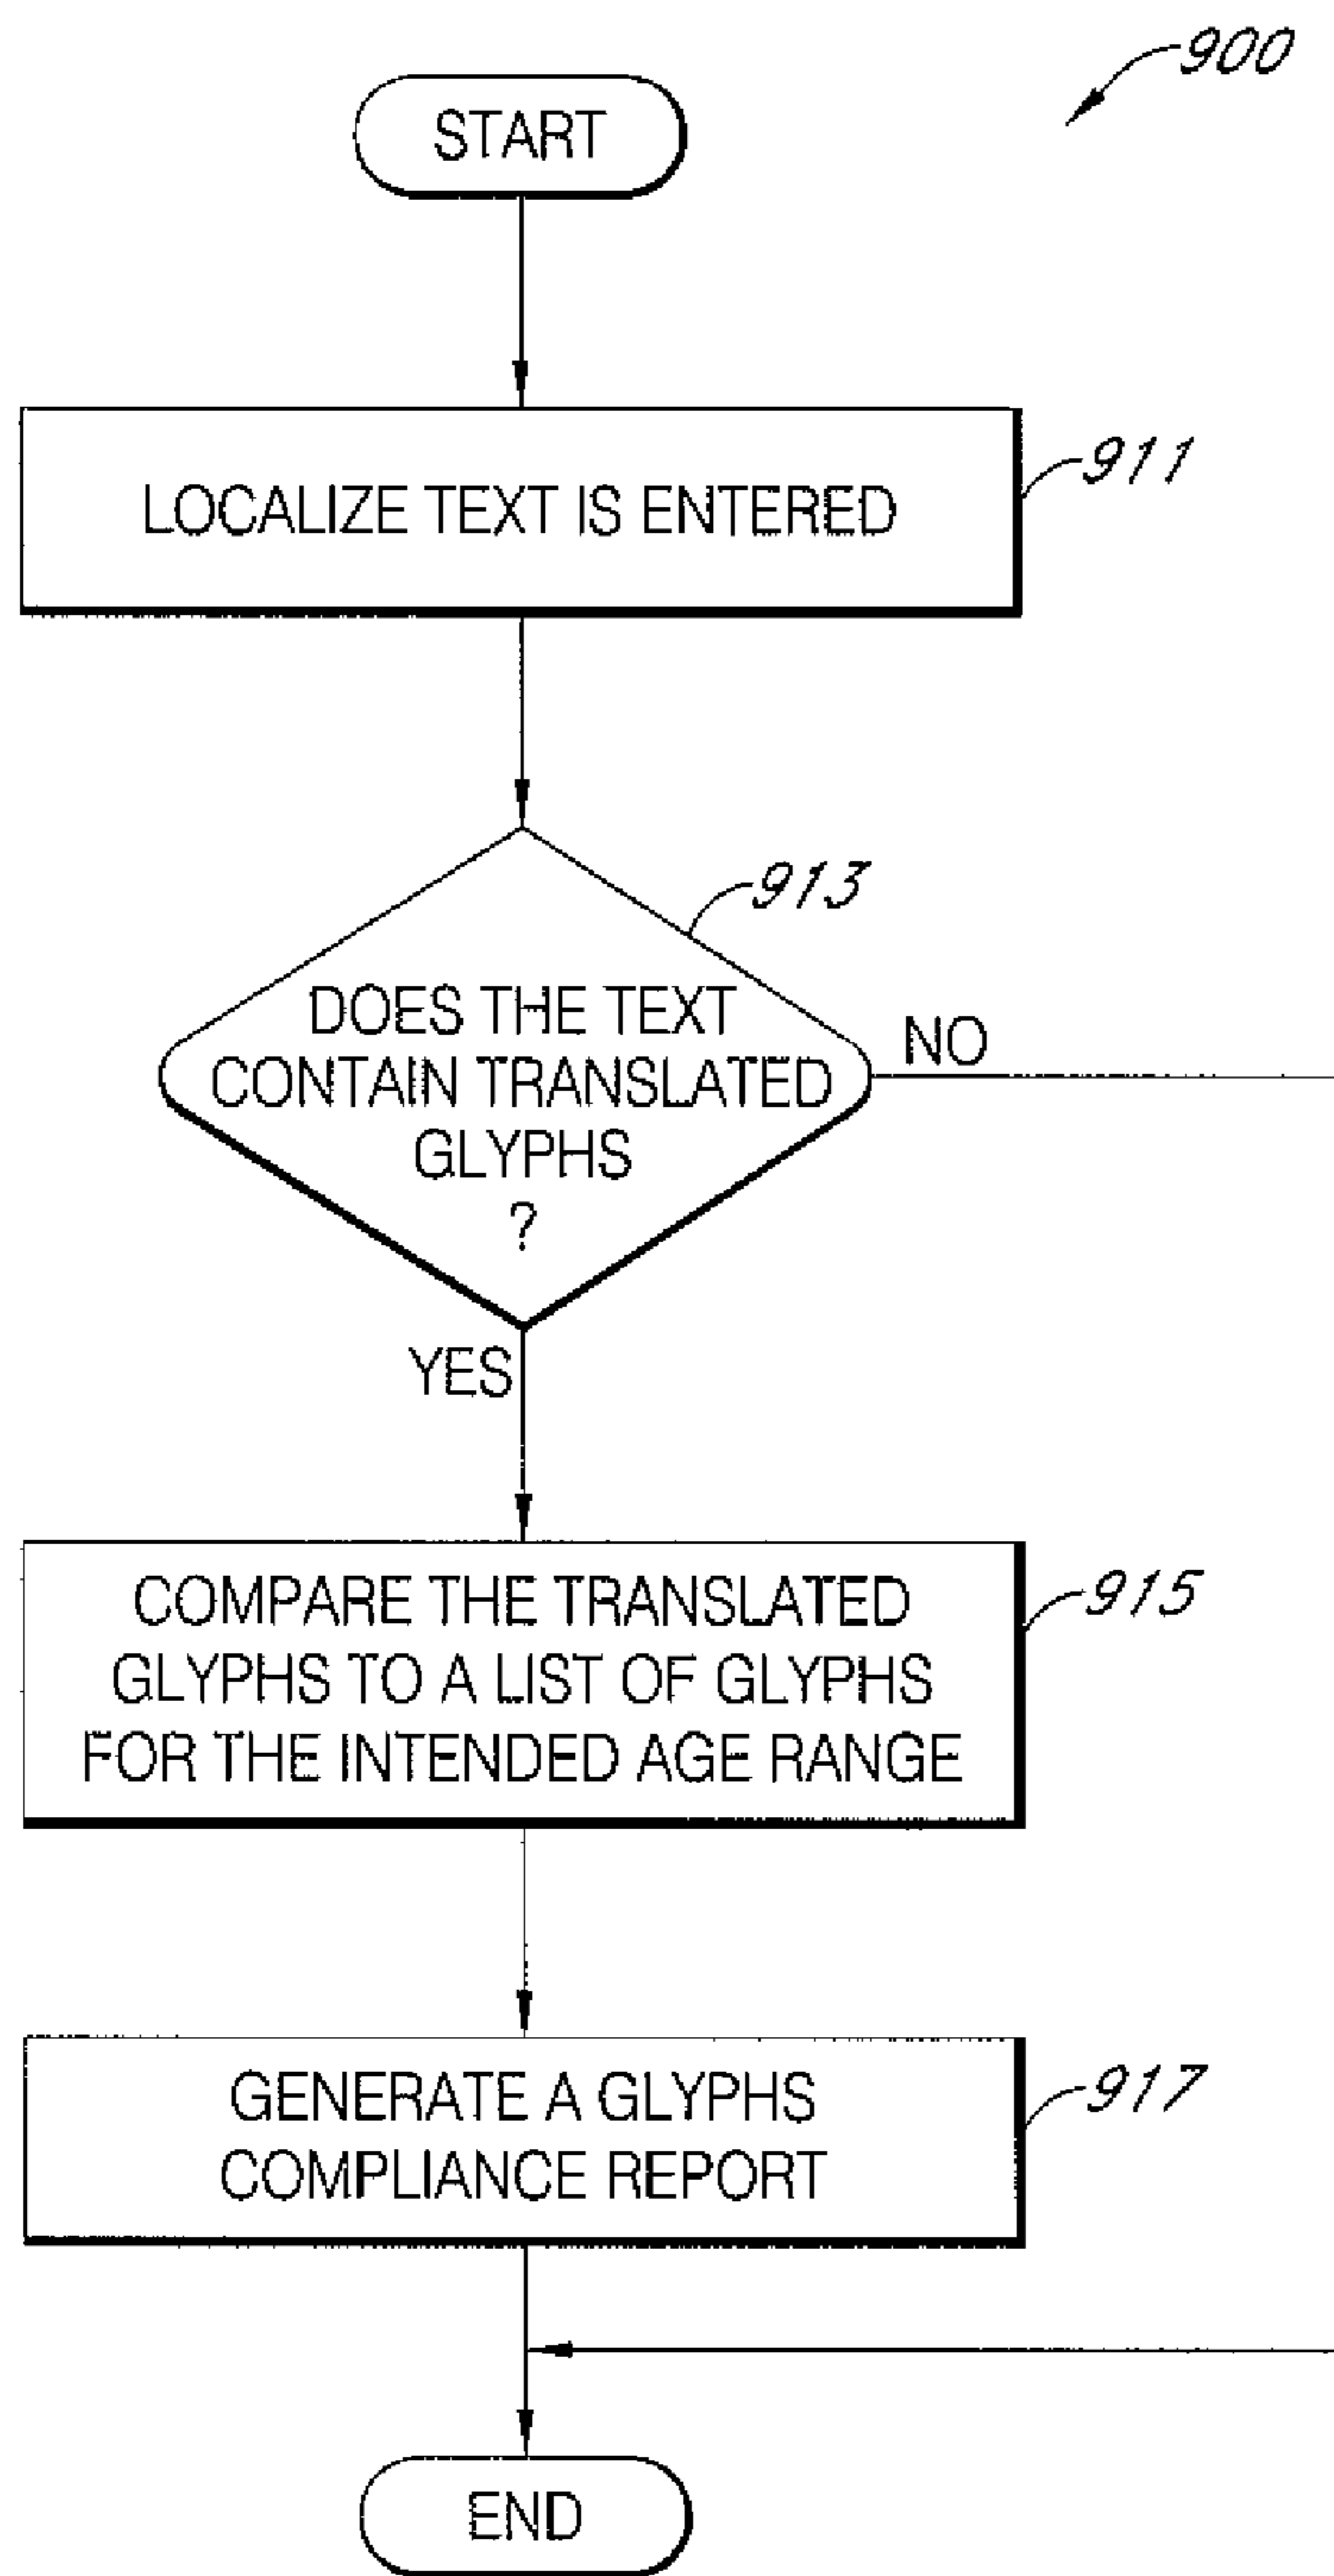 900
START
LOCALIZE TEXT IS ENTERED
911
913
DOES THE TEXT
CONTAIN TRANSLATED
GLYPHS
?
NO
YES
COMPARE THE TRANSLATED
GLYPHS TO A LIST OF GLYPHS
FOR THE INTENDED AGE RANGE
915
GENERATE A GLYPHS
COMPLIANCE REPORT
917
END